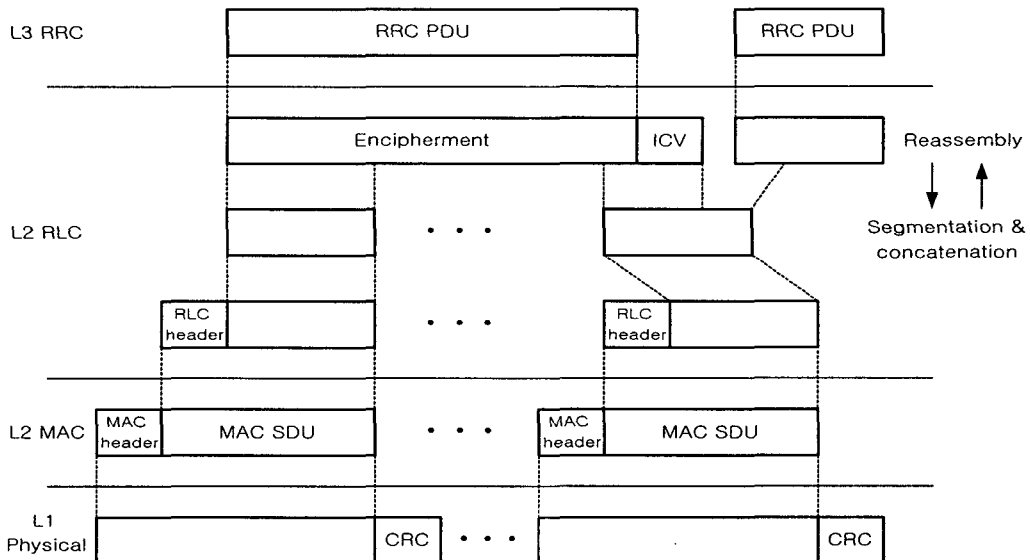 L3 RRC
RRC PDU
RRC PDU
Encipherment
ICV
Reassembly
L2 RLC
• • •
Segmentation &
concatenation
RLC
header
• • •
RLC
header
L2 MAC
MAC
header
MAC SDU
• • •
MAC
header
MAC SDU
L1
Physical
CRC
• • •
CRC